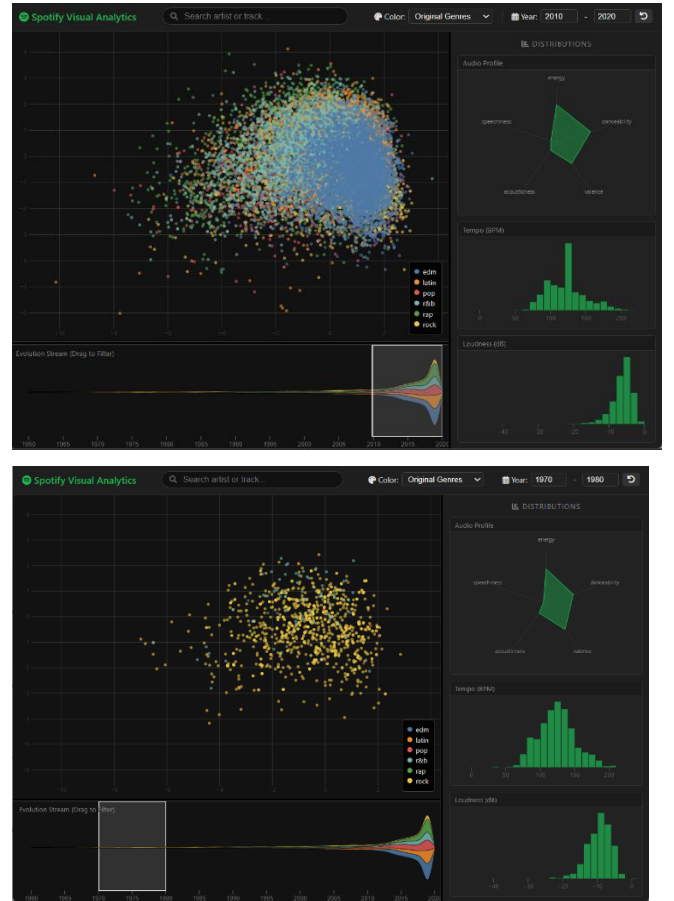 Spotify Visual Analytics
Search artist or track...
Color: Original Genres
Year: 2010 - 2020
DISTRIBUTIONS
Audio Profile
energy
speechiness
danceability
acousticness
valence
edm
latin
pop
r&b
rap
rock
Tempo (BPM)
0 50 100 150 200
Evolution Stream (Drag to Filter)
1960 1965 1970 1975 1980 1985 1990 1995 2000 2005 2010 2015 2020
Loudness (dB)
-40 -30 -20 -10 0
Spotify Visual Analytics
Search artist or track...
Color: Original Genres
Year: 1970 - 1980
DISTRIBUTIONS
Audio Profile
energy
speechiness
danceability
acousticness
valence
edm
latin
pop
r&b
rap
rock
Tempo (BPM)
0 50 100 150 200
Evolution Stream (Drag to Filter)
1960 1965 1970 1975 1980 1985 1990 1995 2000 2005 2010 2015 2020
Loudness (dB)
-40 -30 -20 -10 0